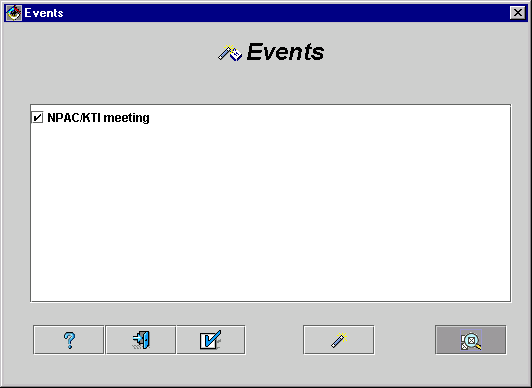 Events
Events
NPAC/KTI meeting
?